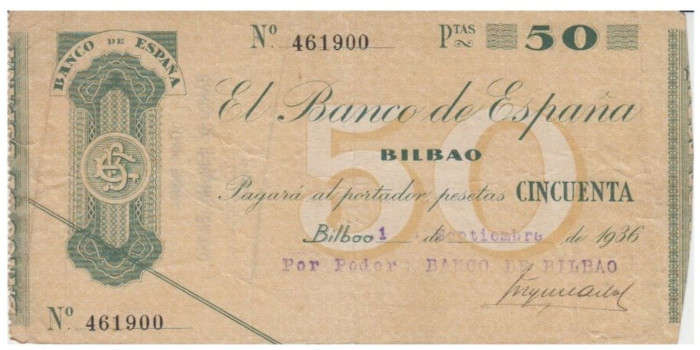 BANCO DE ESPAÑA
Nº 461900 PTAS 50
El Banco de España
50
BILBAO
Pagará al portador pesetas CINCUENTA
Bilbao 1 de Septiembre de 1936
Por Poder: BANCO DE BILBAO
Nº 461900